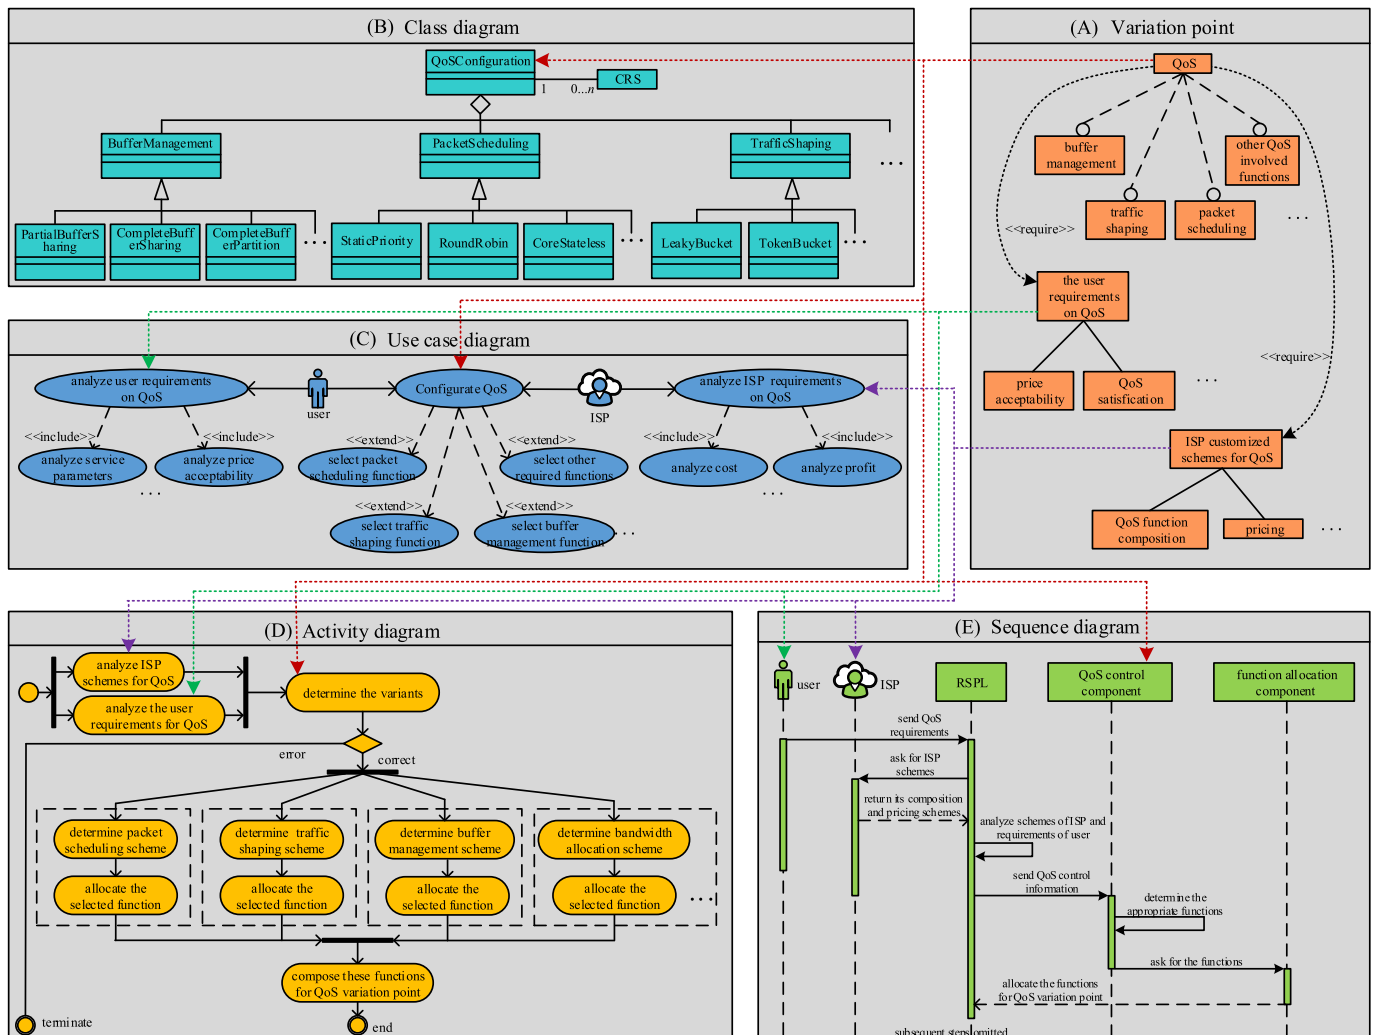 (B) Class diagram
QoSConfiguration
1
0...n
CRS
BufferManagement
PacketScheduling
TrafficShaping
...
PartialBufferS
haring
CompleteBuff
erSharing
CompleteBuff
erPartition
...
StaticPriority
RoundRobin
CoreStateless
...
LeakyBucket
TokenBucket
...
(A) Variation point
QoS
buffer
management
other QoS
involved
functions
traffic
shaping
packet
scheduling
...
<<require>>
the user
requirements
on QoS
<<require>>
price
acceptability
QoS
satisfication
...
ISP customized
schemes for QoS
QoS function
composition
pricing
...
(C) Use case diagram
analyze user requirements
on QoS
user
Configurate QoS
ISP
analyze ISP requirements
on QoS
<<include>>
<<include>>
<<extend>>
<<extend>>
<<include>>
<<include>>
analyze service
parameters
analyze price
acceptability
select packet
scheduling function
select other
required functions
analyze cost
analyze profit
...
...
<<extend>>
<<extend>>
select traffic
shaping function
select buffer
management function
...
(D) Activity diagram
analyze ISP
schemes for QoS
analyze the user
requirements for QoS
determine the variants
error
correct
determine packet
scheduling scheme
determine traffic
shaping scheme
determine buffer
management scheme
determine bandwidth
allocation scheme
allocate the
selected function
allocate the
selected function
allocate the
selected function
allocate the
selected function
...
compose these functions
for QoS variation point
terminate
end
(E) Sequence diagram
user
ISP
RSPL
QoS control
component
function allocation
component
send QoS
requirements
ask for ISP
schemes
return its composition
and pricing schemes
analyze schemes of ISP and
requirements of user
send QoS control
information
determine the
appropriate functions
ask for the functions
allocate the functions
for QoS variation point
subsequent steps omitted